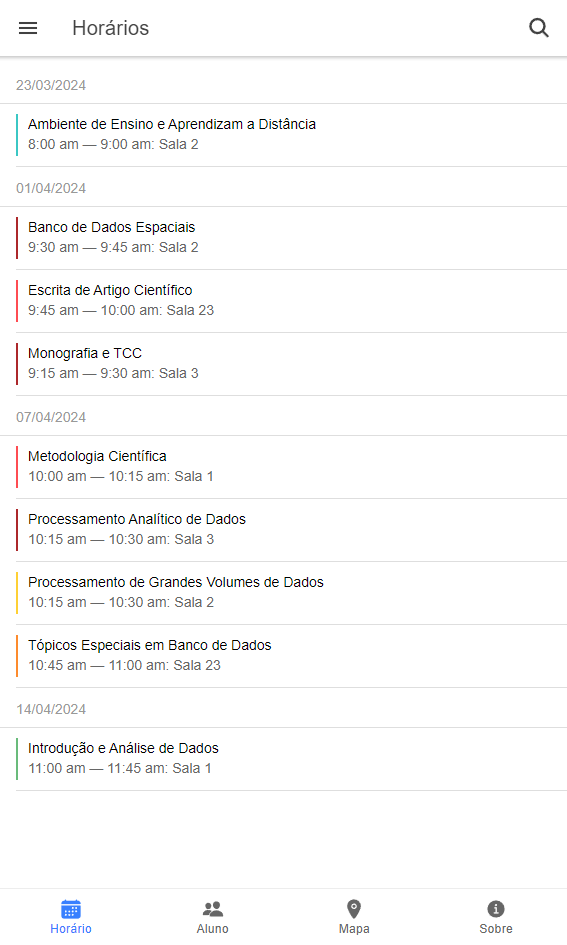 Horários
23/03/2024
Ambiente de Ensino e Aprendizam a Distância
8:00 am — 9:00 am: Sala 2
01/04/2024
Banco de Dados Espaciais
9:30 am — 9:45 am: Sala 2
Escrita de Artigo Científico
9:45 am — 10:00 am: Sala 23
Monografia e TCC
9:15 am — 9:30 am: Sala 3
07/04/2024
Metodologia Científica
10:00 am — 10:15 am: Sala 1
Processamento Analítico de Dados
10:15 am — 10:30 am: Sala 3
Processamento de Grandes Volumes de Dados
10:15 am — 10:30 am: Sala 2
Tópicos Especiais em Banco de Dados
10:45 am — 11:00 am: Sala 23
14/04/2024
Introdução e Análise de Dados
11:00 am — 11:45 am: Sala 1
Horário Aluno Mapa Sobre